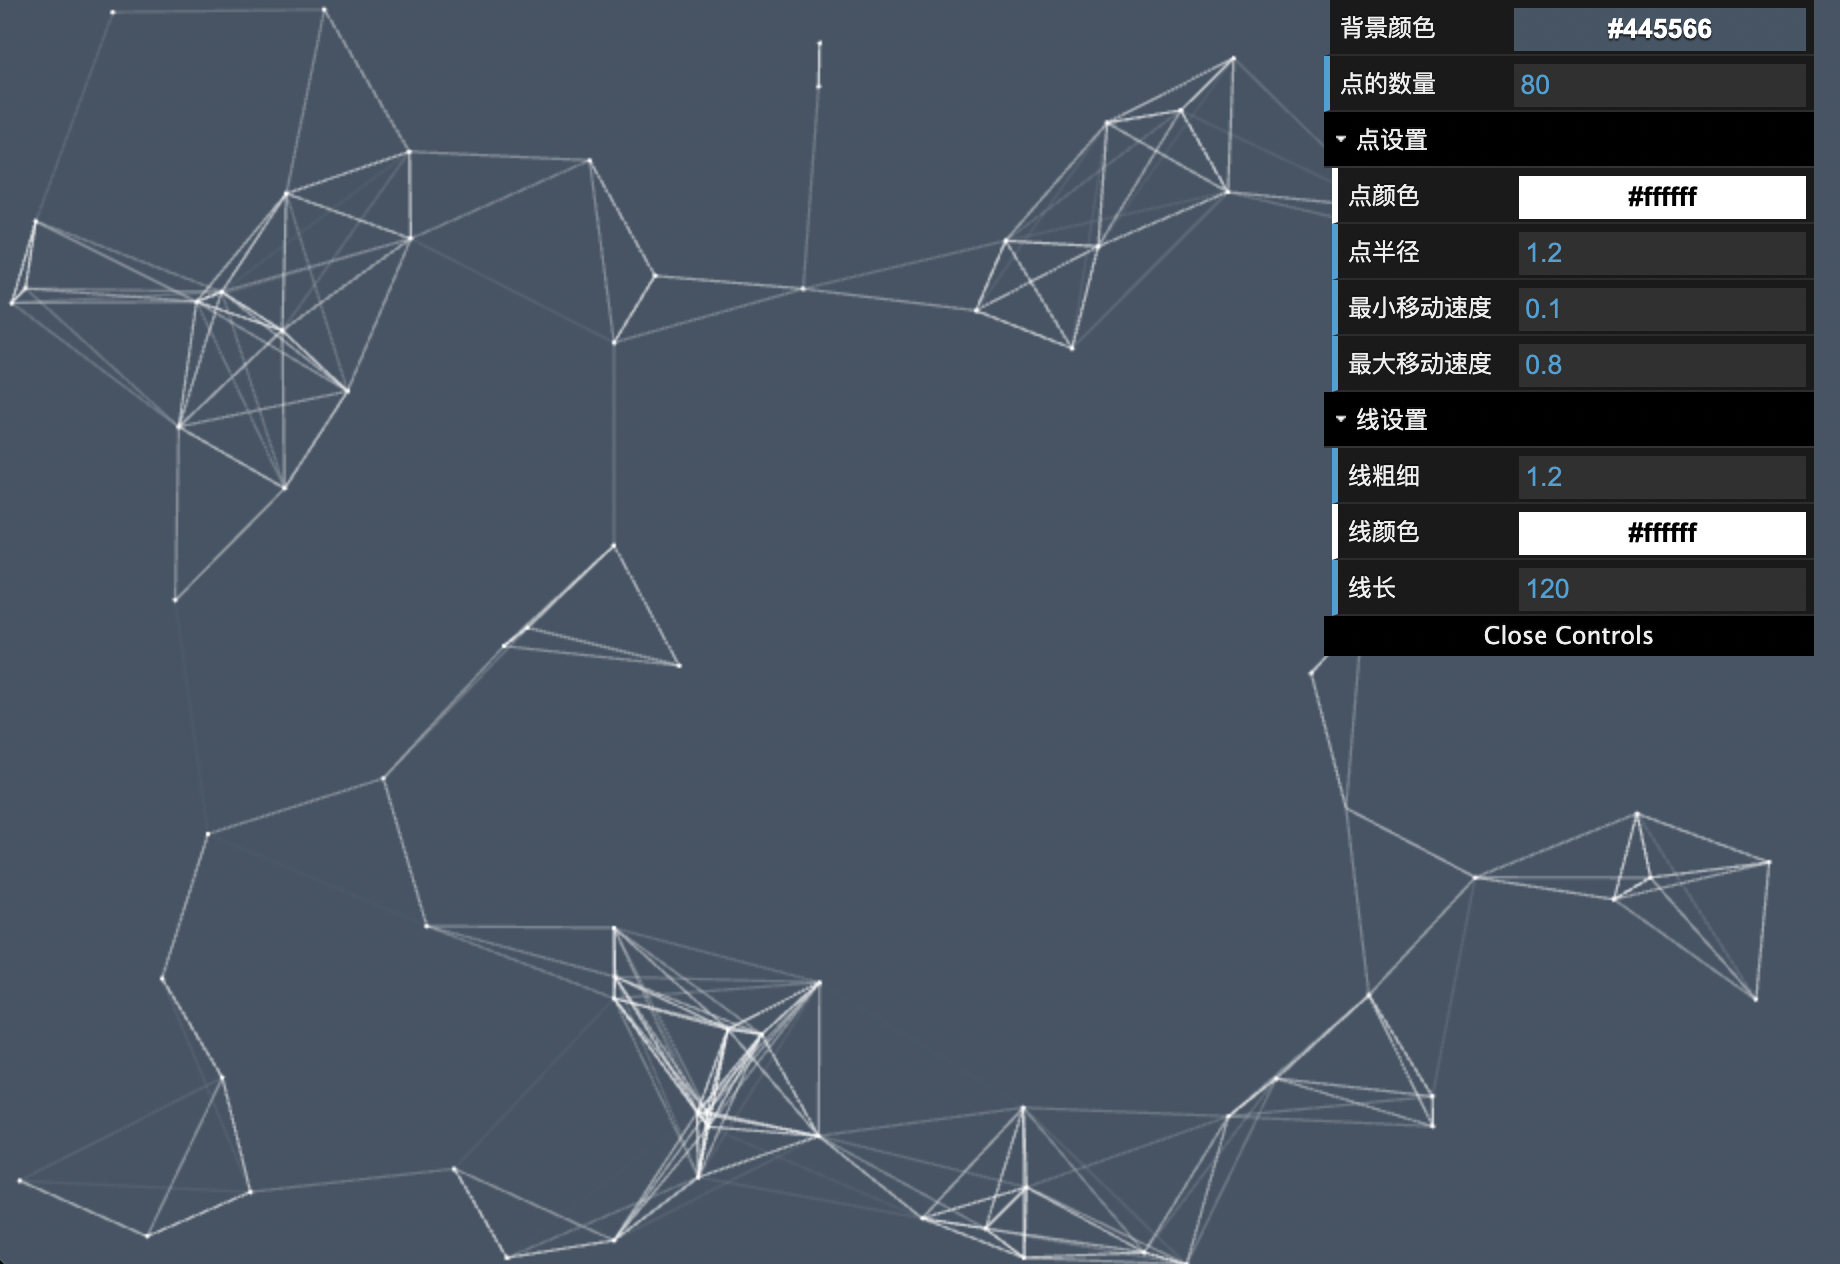 背景颜色 #445566
点的数量 80
点设置
点颜色 #ffffff
点半径 1.2
最小移动速度 0.1
最大移动速度 0.8
线设置
线粗细 1.2
线颜色 #ffffff
线长 120
Close Controls